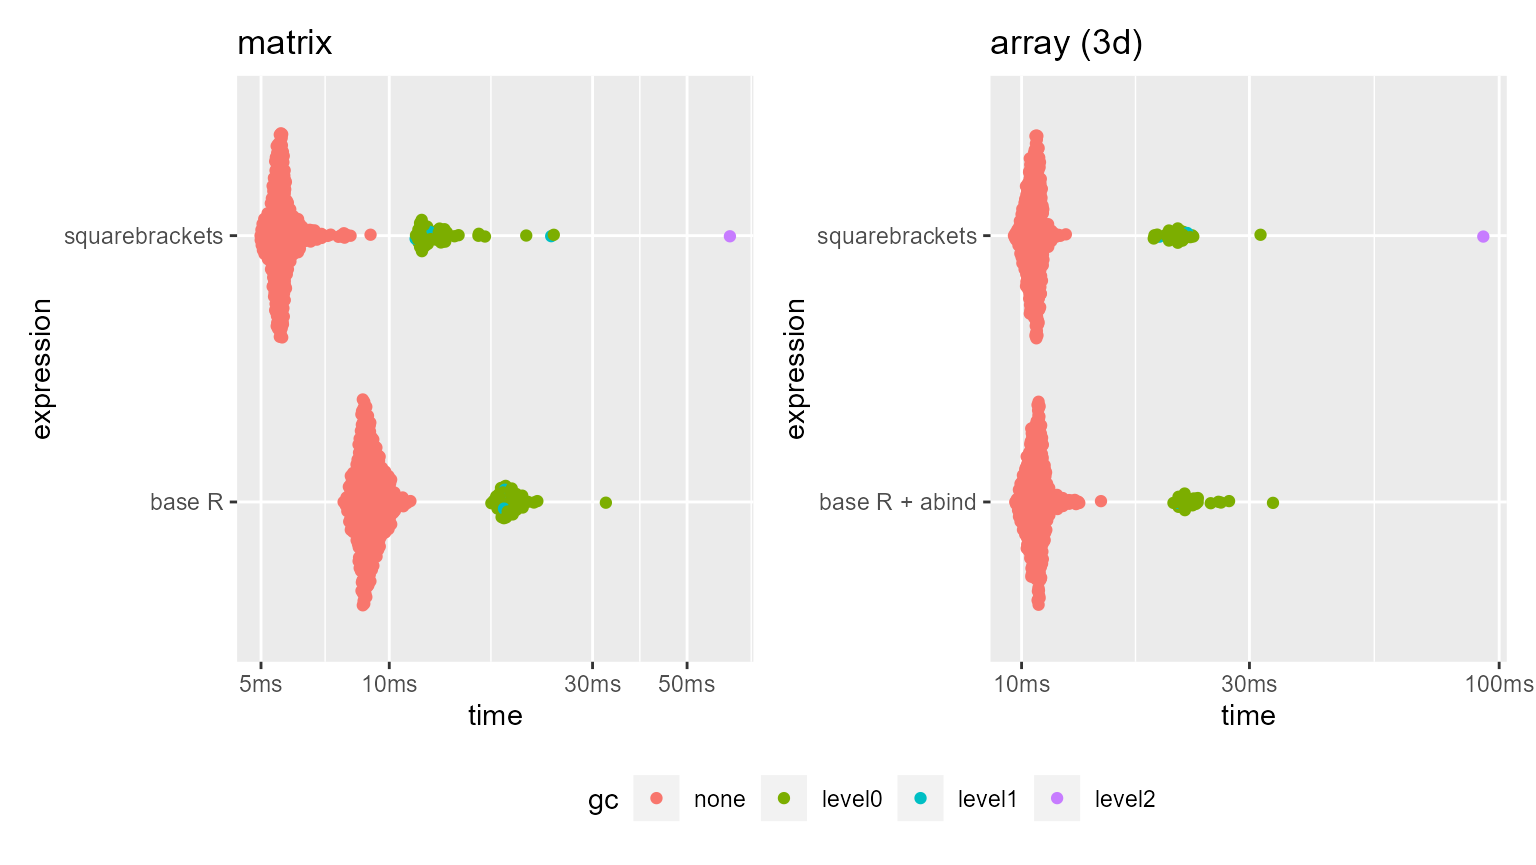 matrix
array (3d)
expression
squarebrackets
base R
5ms
10ms
30ms
50ms
time
expression
squarebrackets
base R + abind
10ms
30ms
100ms
time
gc
none
level0
level1
level2